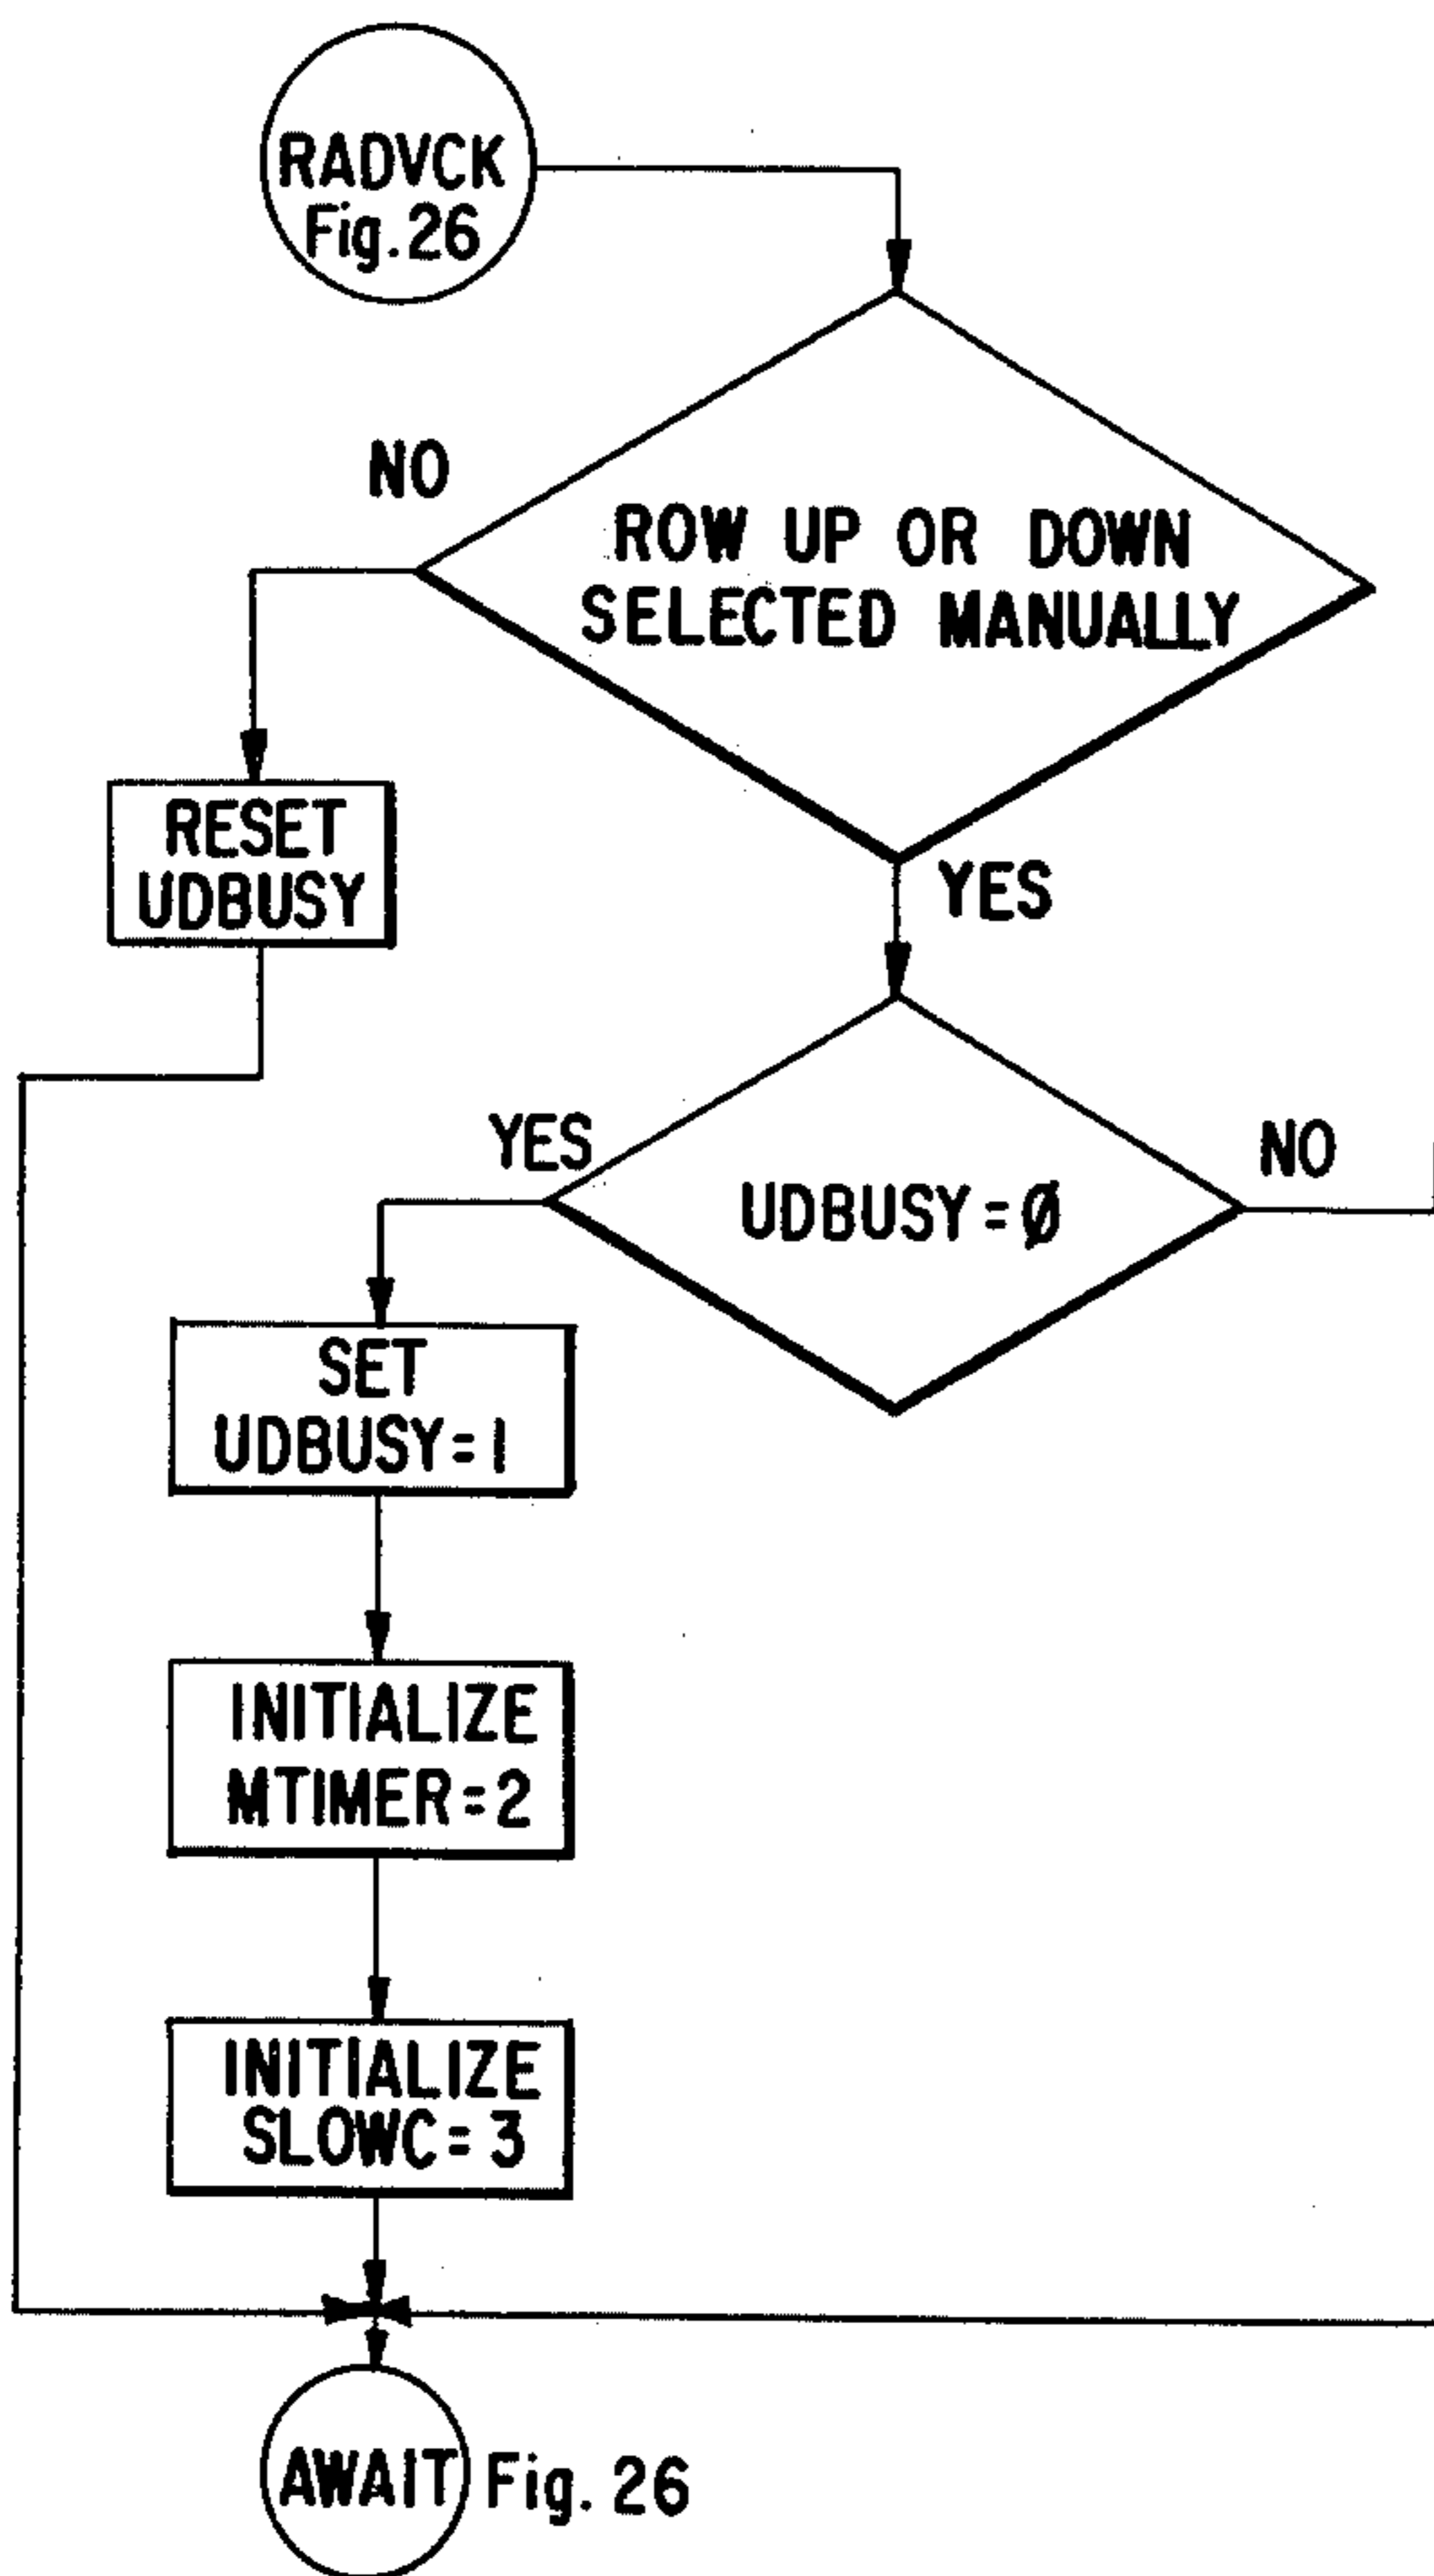 RADVCK
Fig. 26
NO
ROW UP OR DOWN
SELECTED MANUALLY
RESET
UDBUSY
YES
YES
NO
UDBUSY = Ø
SET
UDBUSY = 1
INITIALIZE
MTIMER = 2
INITIALIZE
SLOWC = 3
AWAIT Fig. 26